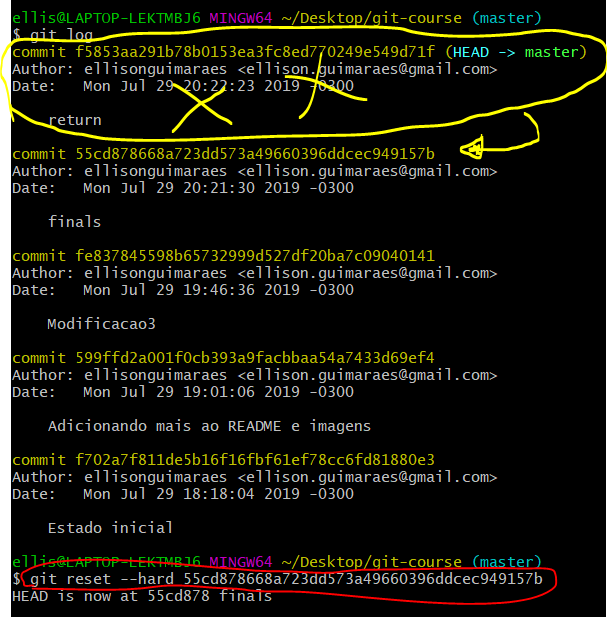 ellis@LAPTOP-LEKTMBJ6 MINGW64 ~/Desktop/git-course (master)
$ git log
commit f5853aa291b78b0153ea3fc8ed770249e549d71f (HEAD -> master)
Author: ellisonguimaraes <ellison.guimaraes@gmail.com>
Date:   Mon Jul 29 20:22:23 2019 -0300
return
commit 55cd878668a723dd573a49660396ddcec949157b
Author: ellisonguimaraes <ellison.guimaraes@gmail.com>
Date:   Mon Jul 29 20:21:30 2019 -0300
finals
commit fe837845598b65732999d527df20ba7c09040141
Author: ellisonguimaraes <ellison.guimaraes@gmail.com>
Date:   Mon Jul 29 19:46:36 2019 -0300
Modificacao3
commit 599ffd2a001f0cb393a9facbbaa54a7433d69ef4
Author: ellisonguimaraes <ellison.guimaraes@gmail.com>
Date:   Mon Jul 29 19:01:06 2019 -0300
Adicionando mais ao README e imagens
commit f702a7f811de5b16f16fbf61ef78cc6fd81880e3
Author: ellisonguimaraes <ellison.guimaraes@gmail.com>
Date:   Mon Jul 29 18:18:04 2019 -0300
Estado inicial
ellis@LAPTOP-LEKTMBJ6 MINGW64 ~/Desktop/git-course (master)
$ git reset --hard 55cd878668a723dd573a49660396ddcec949157b
HEAD is now at 55cd878 finals